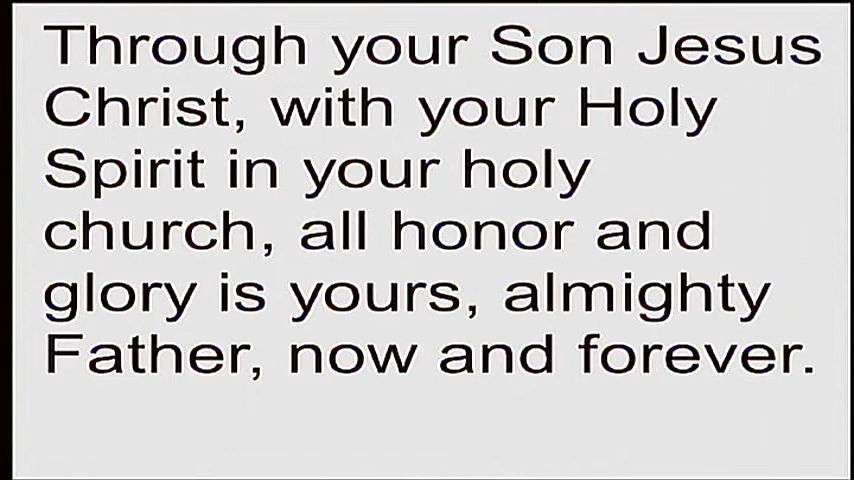 Through your Son Jesus
Christ, with your Holy
Spirit in your holy
church, all honor and
glory is yours, almighty
Father, now and forever.